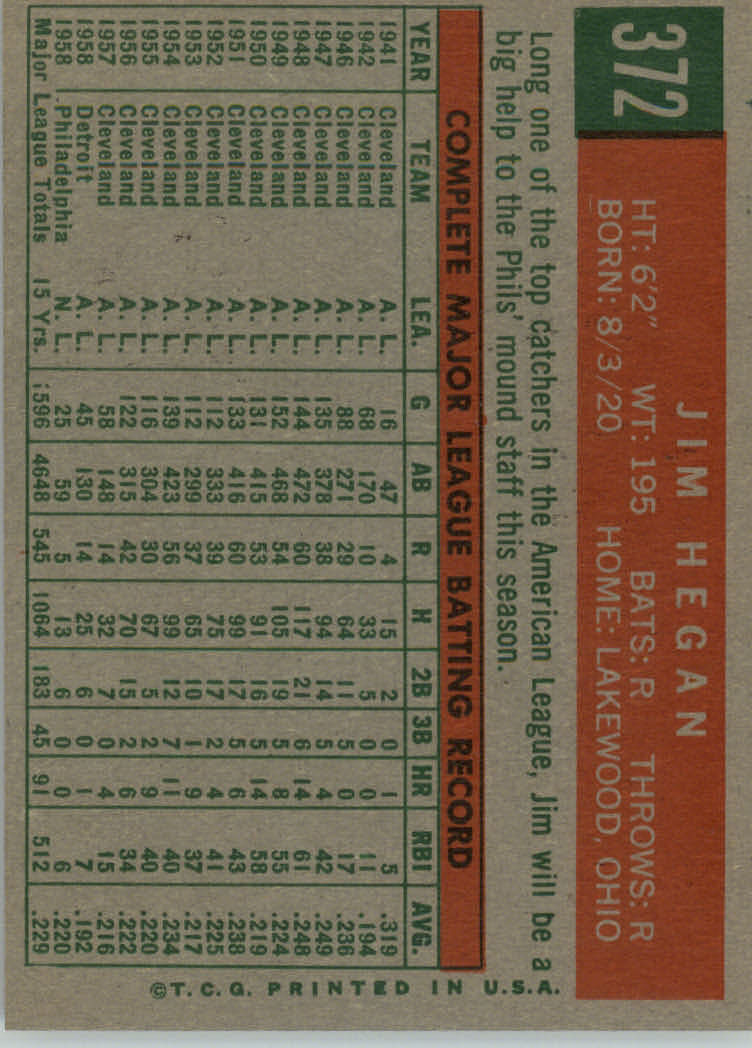 372
JIM HEGAN
HT: 6'2" WT: 195 BATS: R THROWS: R
BORN: 8/3/20 HOME: LAKEWOOD, OHIO
Long one of the top catchers in the American League, Jim will be a
big help to the Phils' mound staff this season.
COMPLETE MAJOR LEAGUE BATTING RECORD
YEAR TEAM LEA. G AB R H 2B 3B HR RBI AVG.
1941 Cleveland A. L. 16 47 4 15 2 0 1 5 .319
1942 Cleveland A. L. 68 170 10 33 5 0 0 11 .194
1946 Cleveland A. L. 88 271 29 64 11 5 0 17 .236
1947 Cleveland A. L. 135 378 38 94 14 5 4 42 .249
1948 Cleveland A. L. 144 472 60 117 21 6 14 61 .248
1949 Cleveland A. L. 152 468 54 105 19 5 8 55 .224
1950 Cleveland A. L. 131 415 53 91 16 5 14 58 .219
1951 Cleveland A. L. 133 416 60 99 17 5 6 43 .238
1952 Cleveland A. L. 112 333 39 75 17 2 4 41 .225
1953 Cleveland A. L. 112 299 37 65 10 1 9 37 .217
1954 Cleveland A. L. 139 423 56 99 12 7 11 40 .234
1955 Cleveland A. L. 116 304 30 67 5 2 9 40 .220
1956 Cleveland A. L. 122 315 42 70 15 2 6 34 .222
1957 Cleveland A. L. 58 148 14 32 7 0 4 15 .216
1958 Detroit A. L. 45 130 14 25 6 0 1 7 .192
1958 Philadelphia N. L. 25 59 5 13 6 0 0 6 .220
Major League Totals 15 Yrs. 1596 4648 545 1064 183 45 91 512 .229
©T. C. G. PRINTED IN U.S.A.